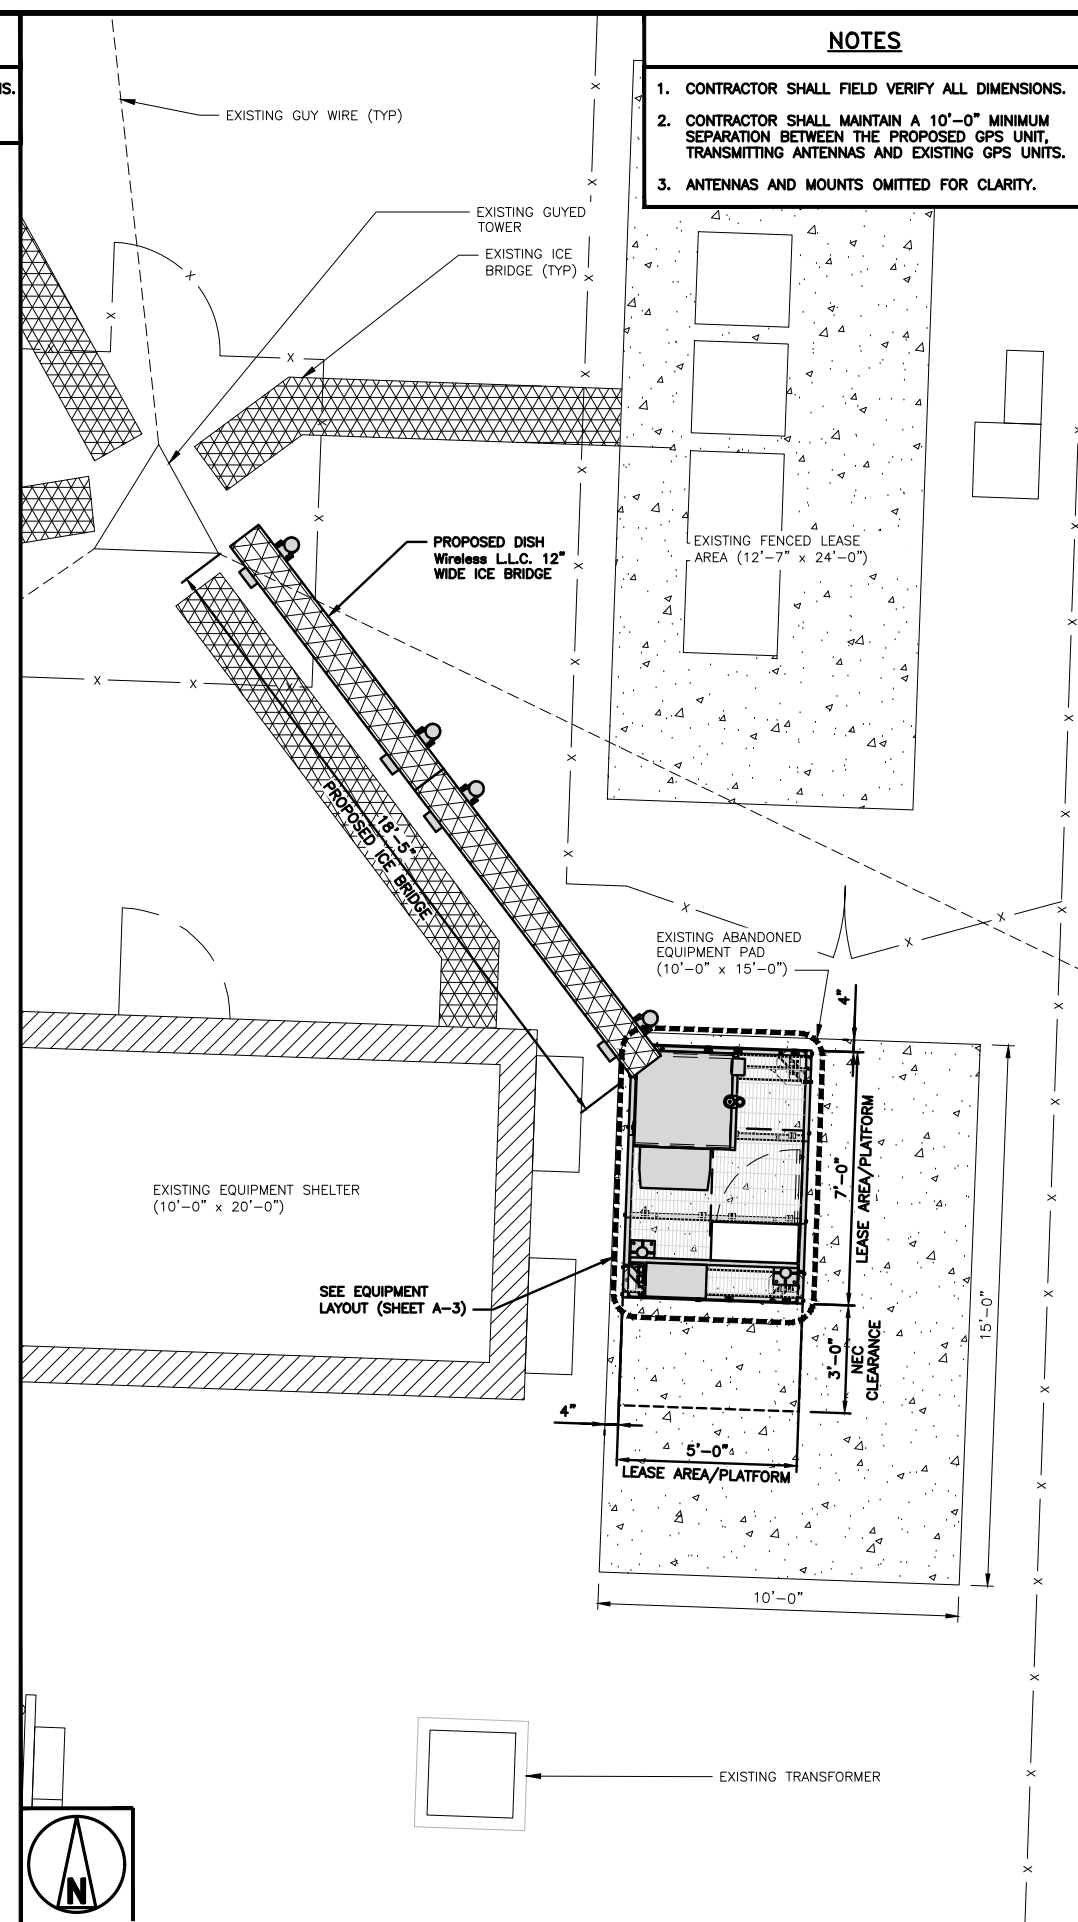 NOTES
1. CONTRACTOR SHALL FIELD VERIFY ALL DIMENSIONS.
2. CONTRACTOR SHALL MAINTAIN A 10'-0" MINIMUM
SEPARATION BETWEEN THE PROPOSED GPS UNIT,
TRANSMITTING ANTENNAS AND EXISTING GPS UNITS.
3. ANTENNAS AND MOUNTS OMITTED FOR CLARITY.
NS.
EXISTING GUY WIRE (TYP)
EXISTING GUYED
TOWER
EXISTING ICE
BRIDGE (TYP)
PROPOSED DISH
Wireless L.L.C. 12"
WIDE ICE BRIDGE
EXISTING FENCED LEASE
AREA (12'-7" x 24'-0")
18'-5"
PROPOSED ICE BRIDGE
EXISTING ABANDONED
EQUIPMENT PAD
(10'-0" x 15'-0")
4"
7'-0"
LEASE AREA/PLATFORM
EXISTING EQUIPMENT SHELTER
(10'-0" x 20'-0")
SEE EQUIPMENT
LAYOUT (SHEET A-3)
3'-0"
NEC
CLEARANCE
15'-0"
4"
5'-0"
LEASE AREA/PLATFORM
10'-0"
EXISTING TRANSFORMER
N